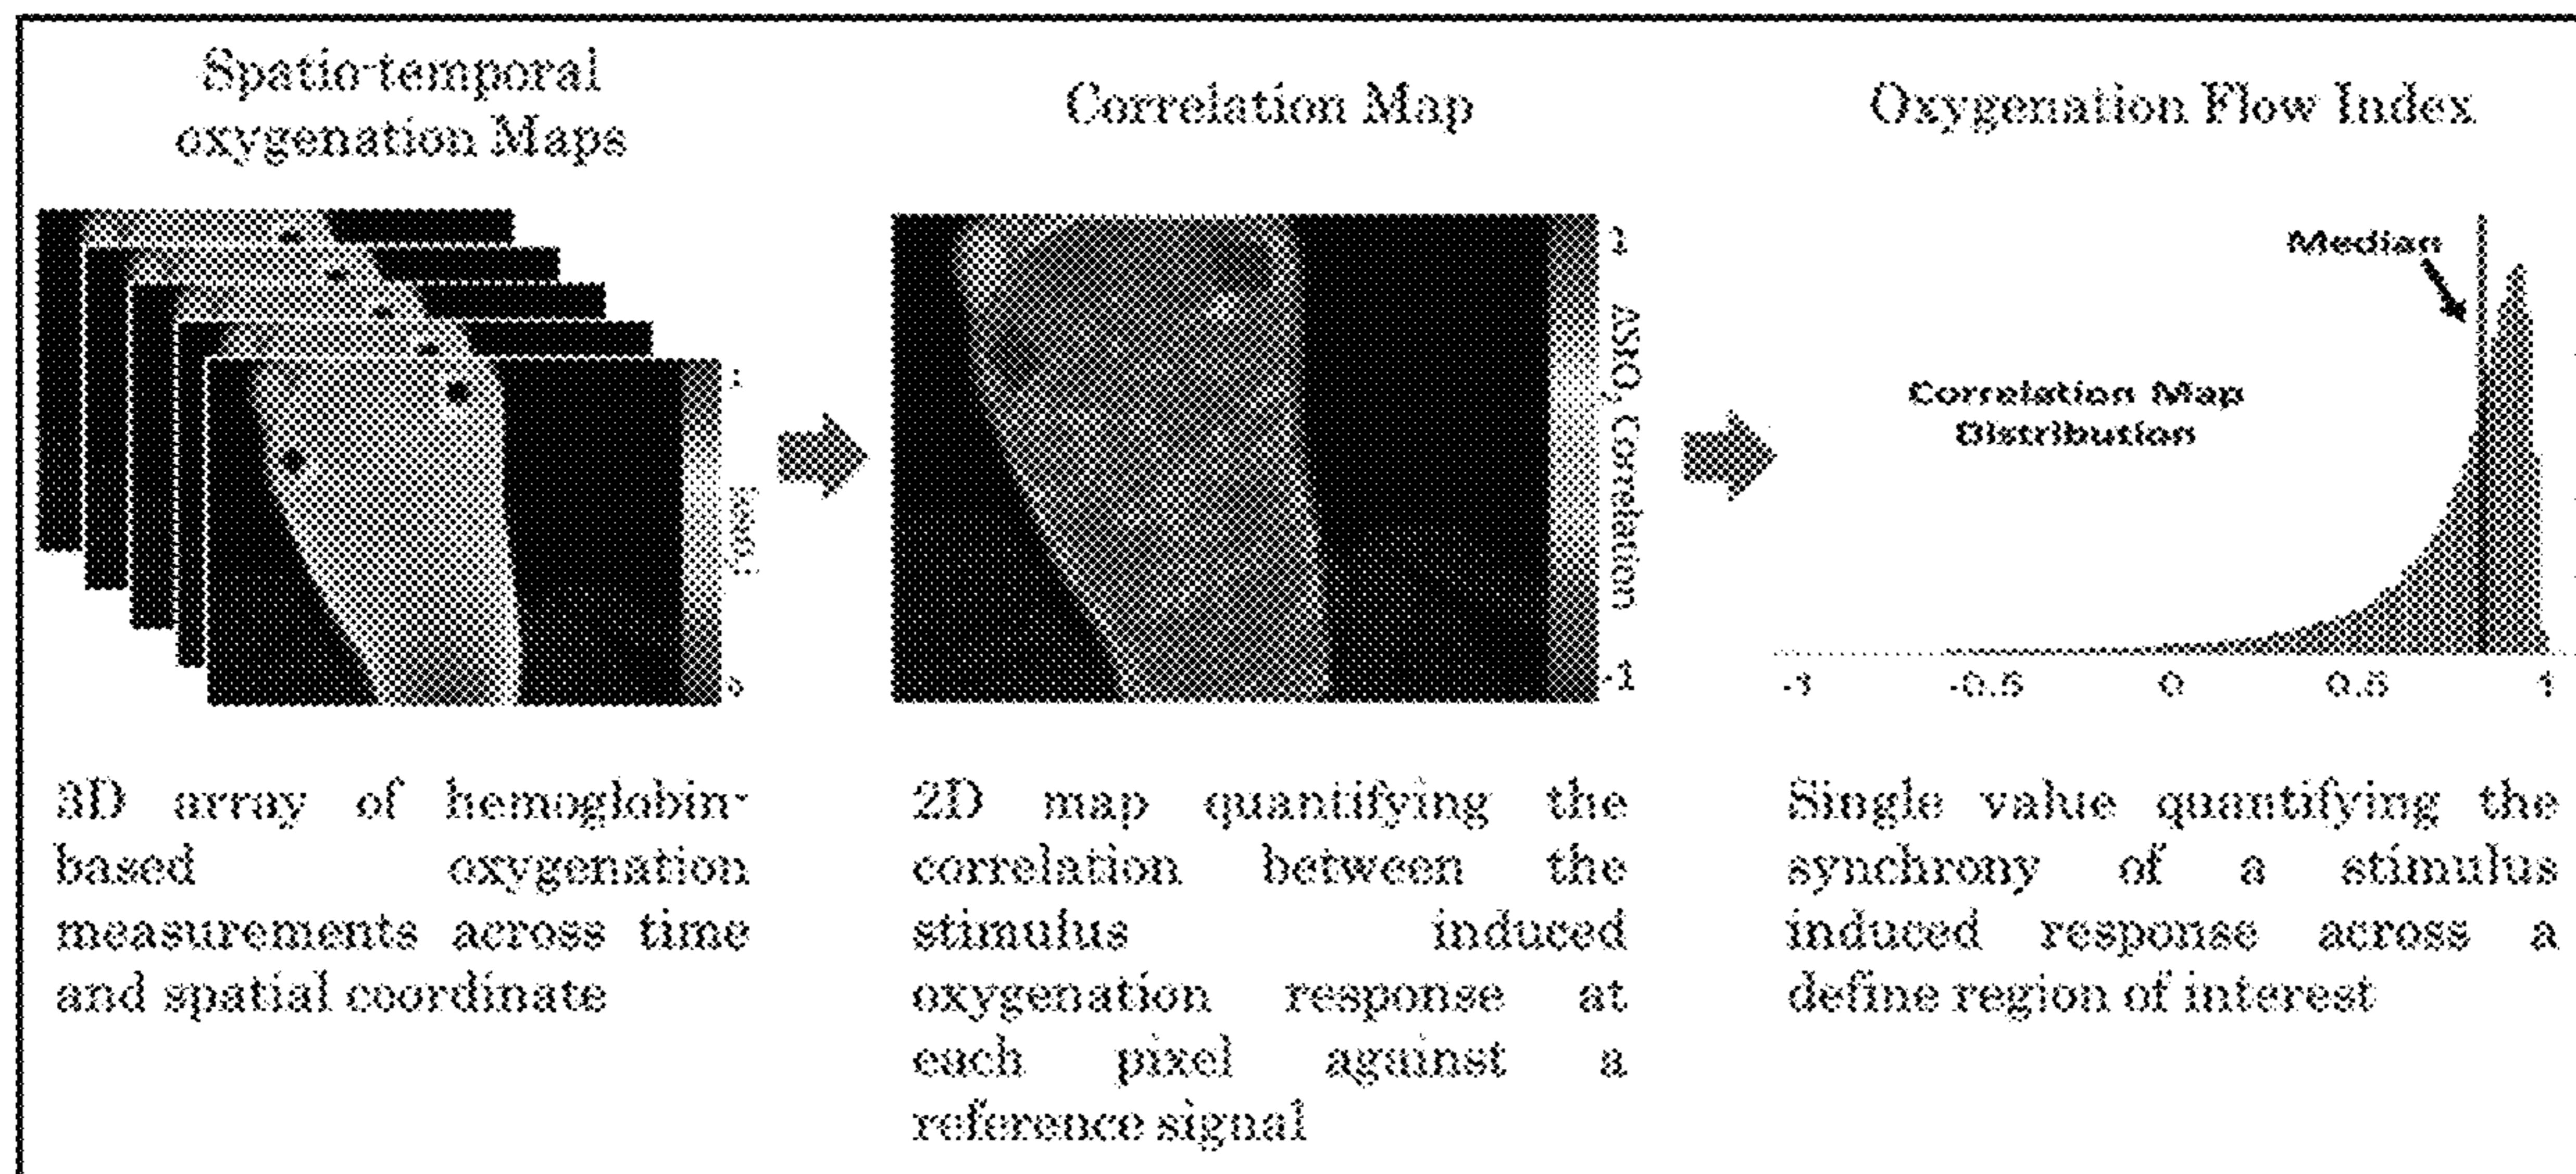 Spatio-temporal
oxygenation Maps
Correlation Map
Oxygenation Flow Index
1
-1
Median
Correlation Map
Distribution
-1 -0.5 0 0.5 1
3D array of hemoglobin-
based oxygenation
measurements across time
and spatial coordinate
2D map quantifying the
correlation between the
stimulus induced
oxygenation response at
each pixel against a
reference signal
Single value quantifying the
synchrony of a stimulus
induced response across a
define region of interest
Correlation